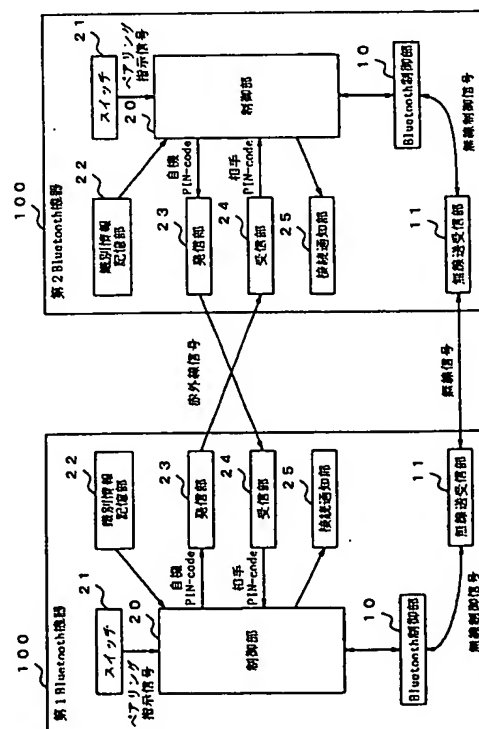 100
第1Bluetooth機器
21
スイッチ
ペアリング
指示信号
20
制御部
22
識別情報
記憶部
自機
PIN-code
23
発信部
相手
PIN-code
24
受信部
25
接続通知部
10
Bluetooth制御部
無線制御信号
11
無線送受信部
赤外線信号
無線信号
100
第2Bluetooth機器
21
スイッチ
ペアリング
指示信号
20
制御部
22
識別情報
記憶部
自機
PIN-code
23
発信部
相手
PIN-code
24
受信部
25
接続通知部
10
Bluetooth制御部
無線制御信号
11
無線送受信部